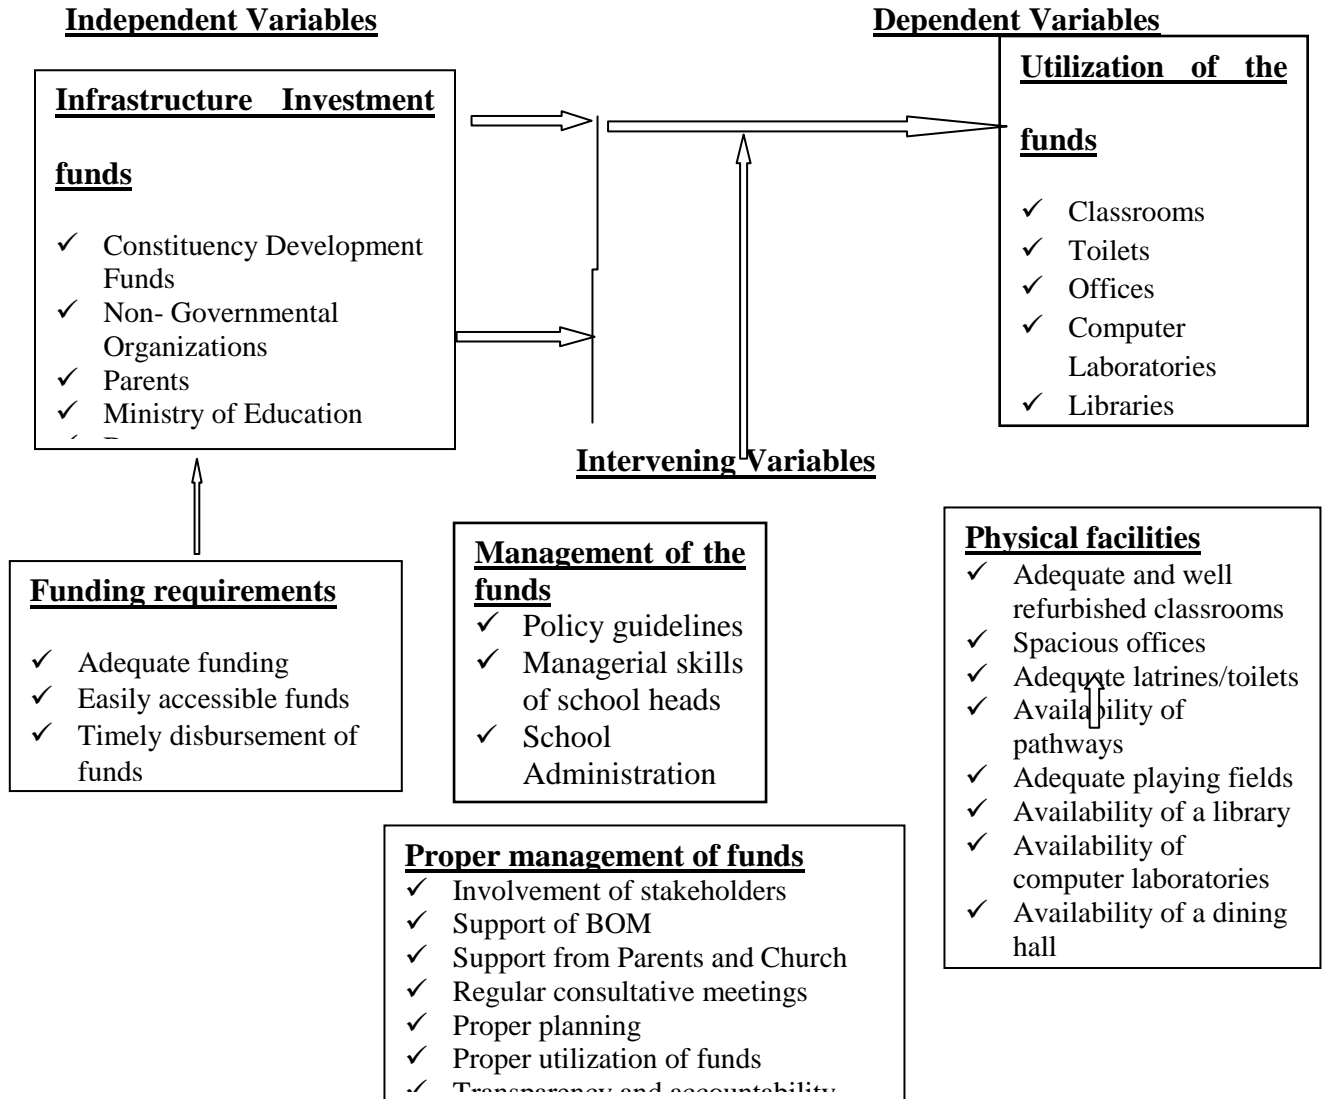 Independent Variables
Dependent Variables
Infrastructure Investment
funds
✓ Constituency Development
Funds
✓ Non- Governmental
Organizations
✓ Parents
✓ Ministry of Education
✓
Utilization of the
funds
✓ Classrooms
✓ Toilets
✓ Offices
✓ Computer
Laboratories
✓ Libraries
Intervening Variables
Funding requirements
✓ Adequate funding
✓ Easily accessible funds
✓ Timely disbursement of
funds
Management of the
funds
✓ Policy guidelines
✓ Managerial skills
of school heads
✓ School
Administration
Physical facilities
✓ Adequate and well
refurbished classrooms
✓ Spacious offices
✓ Adequate latrines/toilets
✓ Availability of
pathways
✓ Adequate playing fields
✓ Availability of a library
✓ Availability of
computer laboratories
✓ Availability of a dining
hall
Proper management of funds
✓ Involvement of stakeholders
✓ Support of BOM
✓ Support from Parents and Church
✓ Regular consultative meetings
✓ Proper planning
✓ Proper utilization of funds
✓ Transparency and accountability